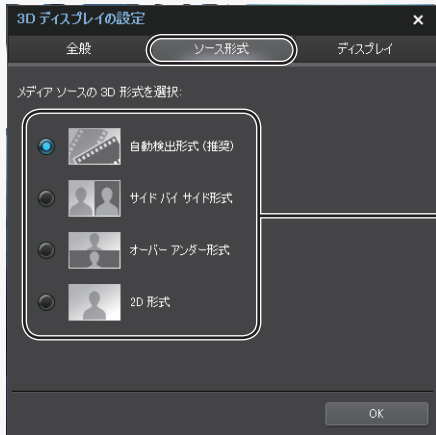 3D ディスプレイの設定
全般 ソース形式 ディスプレイ
メディア ソースの 3D 形式を選択:
自動検出形式 (推奨)
サイド バイ サイド形式
オーバー アンダー形式
2D 形式
OK